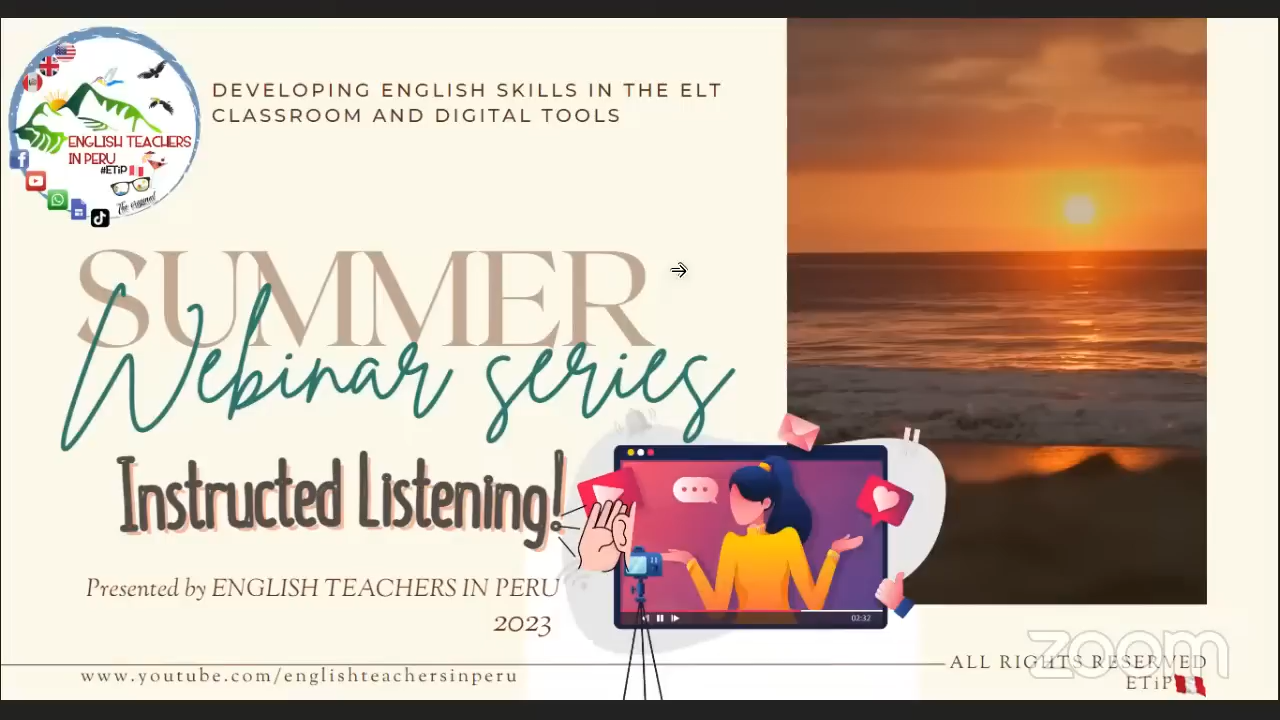 DEVELOPING ENGLISH SKILLS IN THE ELT
CLASSROOM AND DIGITAL TOOLS
ENGLISH TEACHERS
IN PERU
#ETiP
The original
SUMMER
Webinar series
Instructed Listening!
Presented by ENGLISH TEACHERS IN PERU
2023
02:32
www.youtube.com/englishteachersinperu
ALL RIGHTS RESERVED
ETiP
zoom